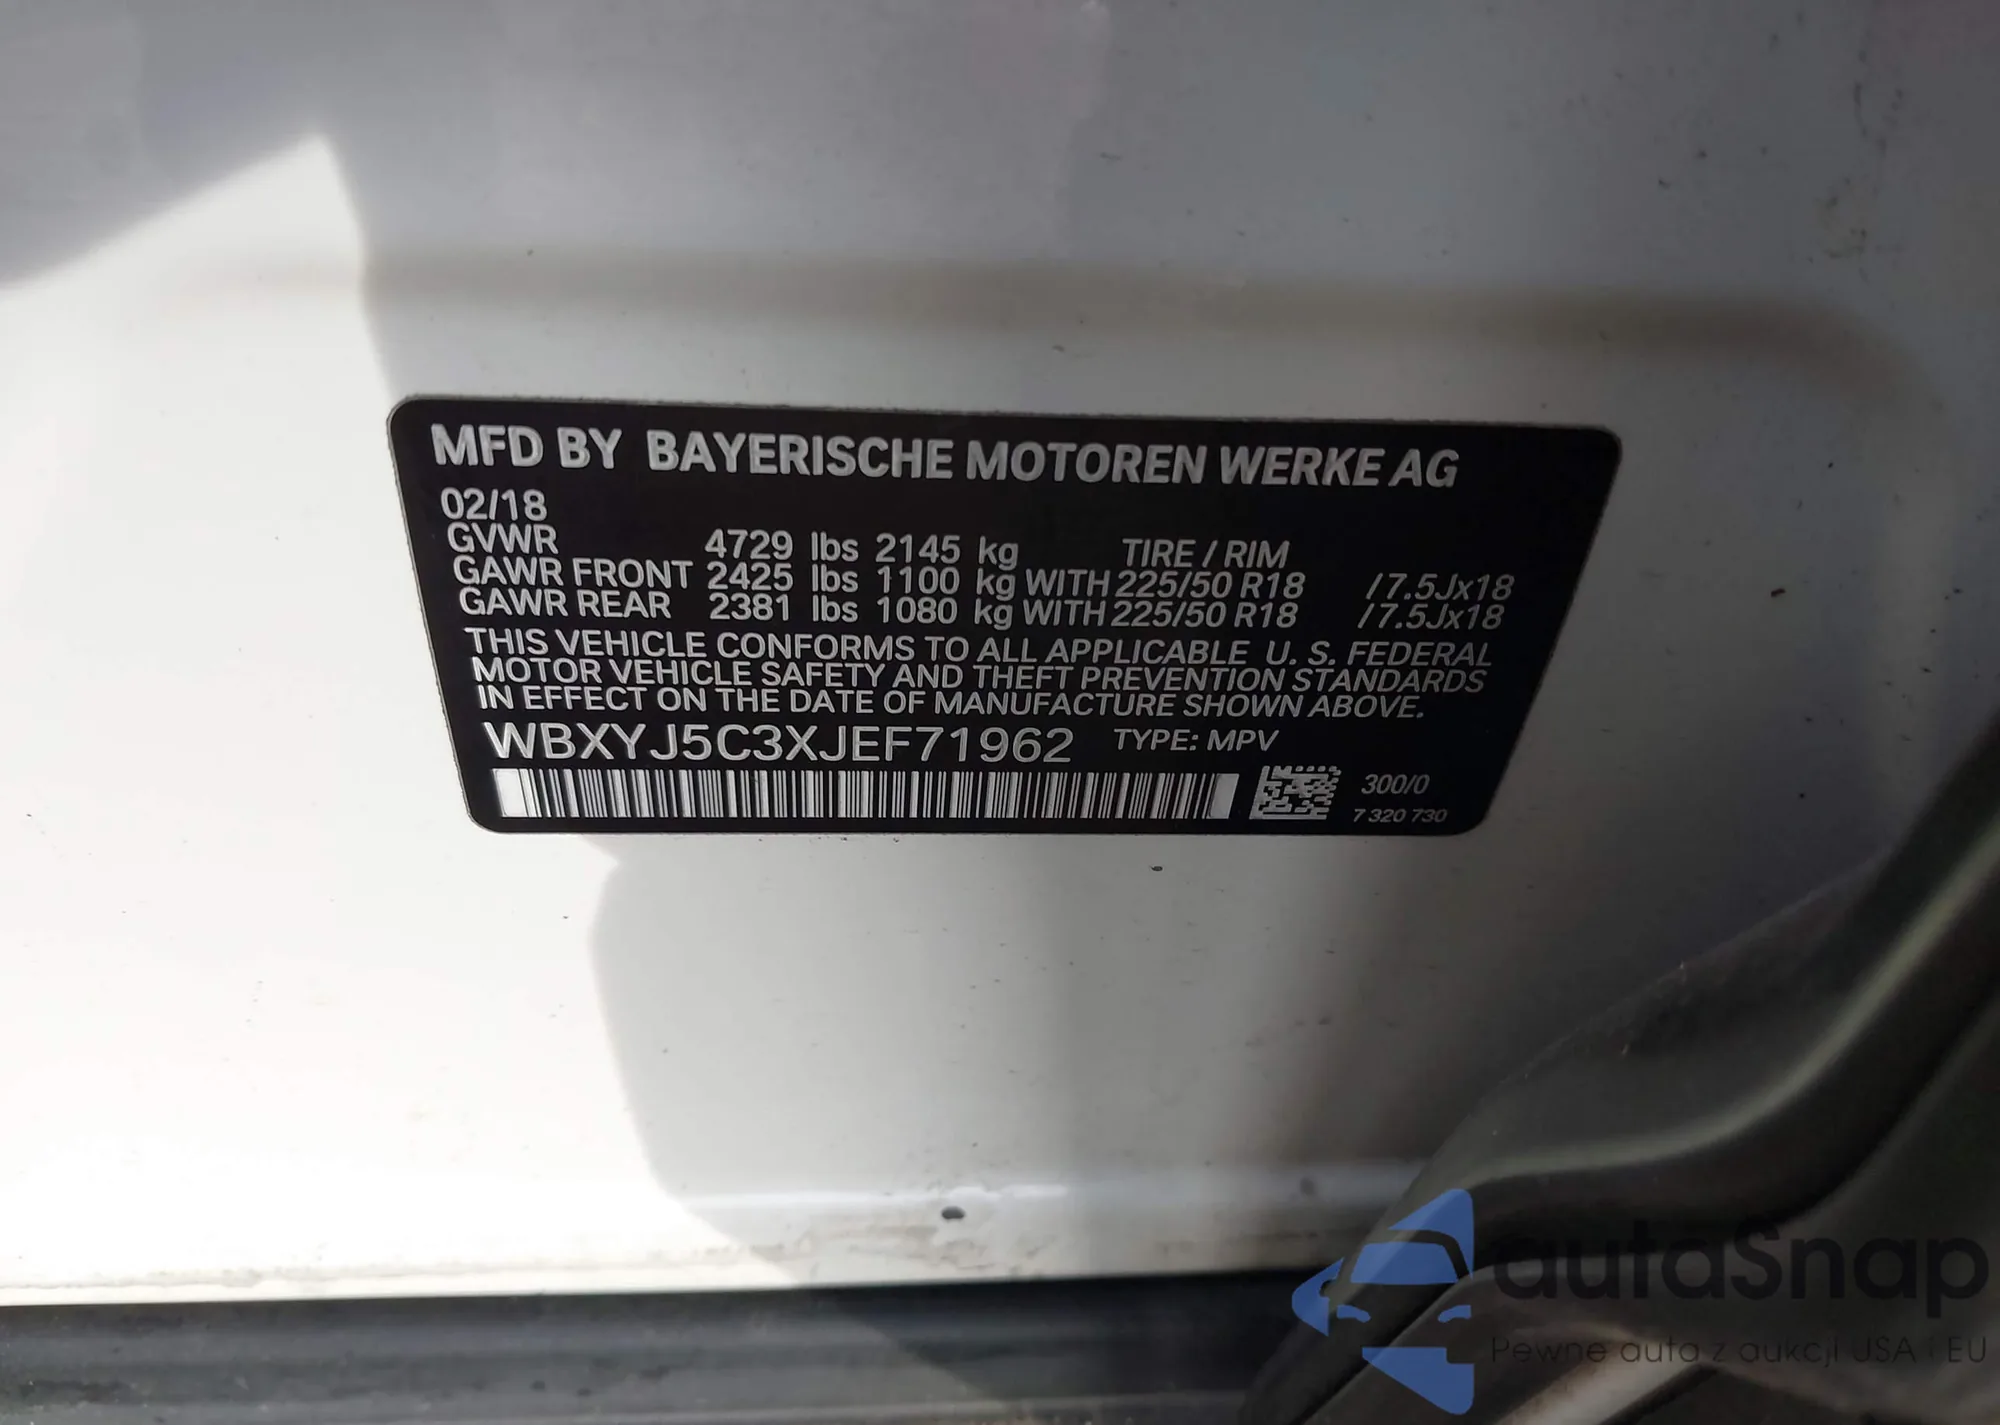 MFD BY BAYERISCHE MOTOREN WERKE AG
02/18
GVWR 4729 lbs 2145 kg TIRE / RIM
GAWR FRONT 2425 lbs 1100 kg WITH 225/50 R18 /7.5Jx18
GAWR REAR 2381 lbs 1080 kg WITH 225/50 R18 /7.5Jx18
THIS VEHICLE CONFORMS TO ALL APPLICABLE U. S. FEDERAL
MOTOR VEHICLE SAFETY AND THEFT PREVENTION STANDARDS
IN EFFECT ON THE DATE OF MANUFACTURE SHOWN ABOVE.
WBXYJ5C3XJEF71962 TYPE: MPV
300/0
7 320 730
autaSnap
Pewne auta z aukcji USA i EU